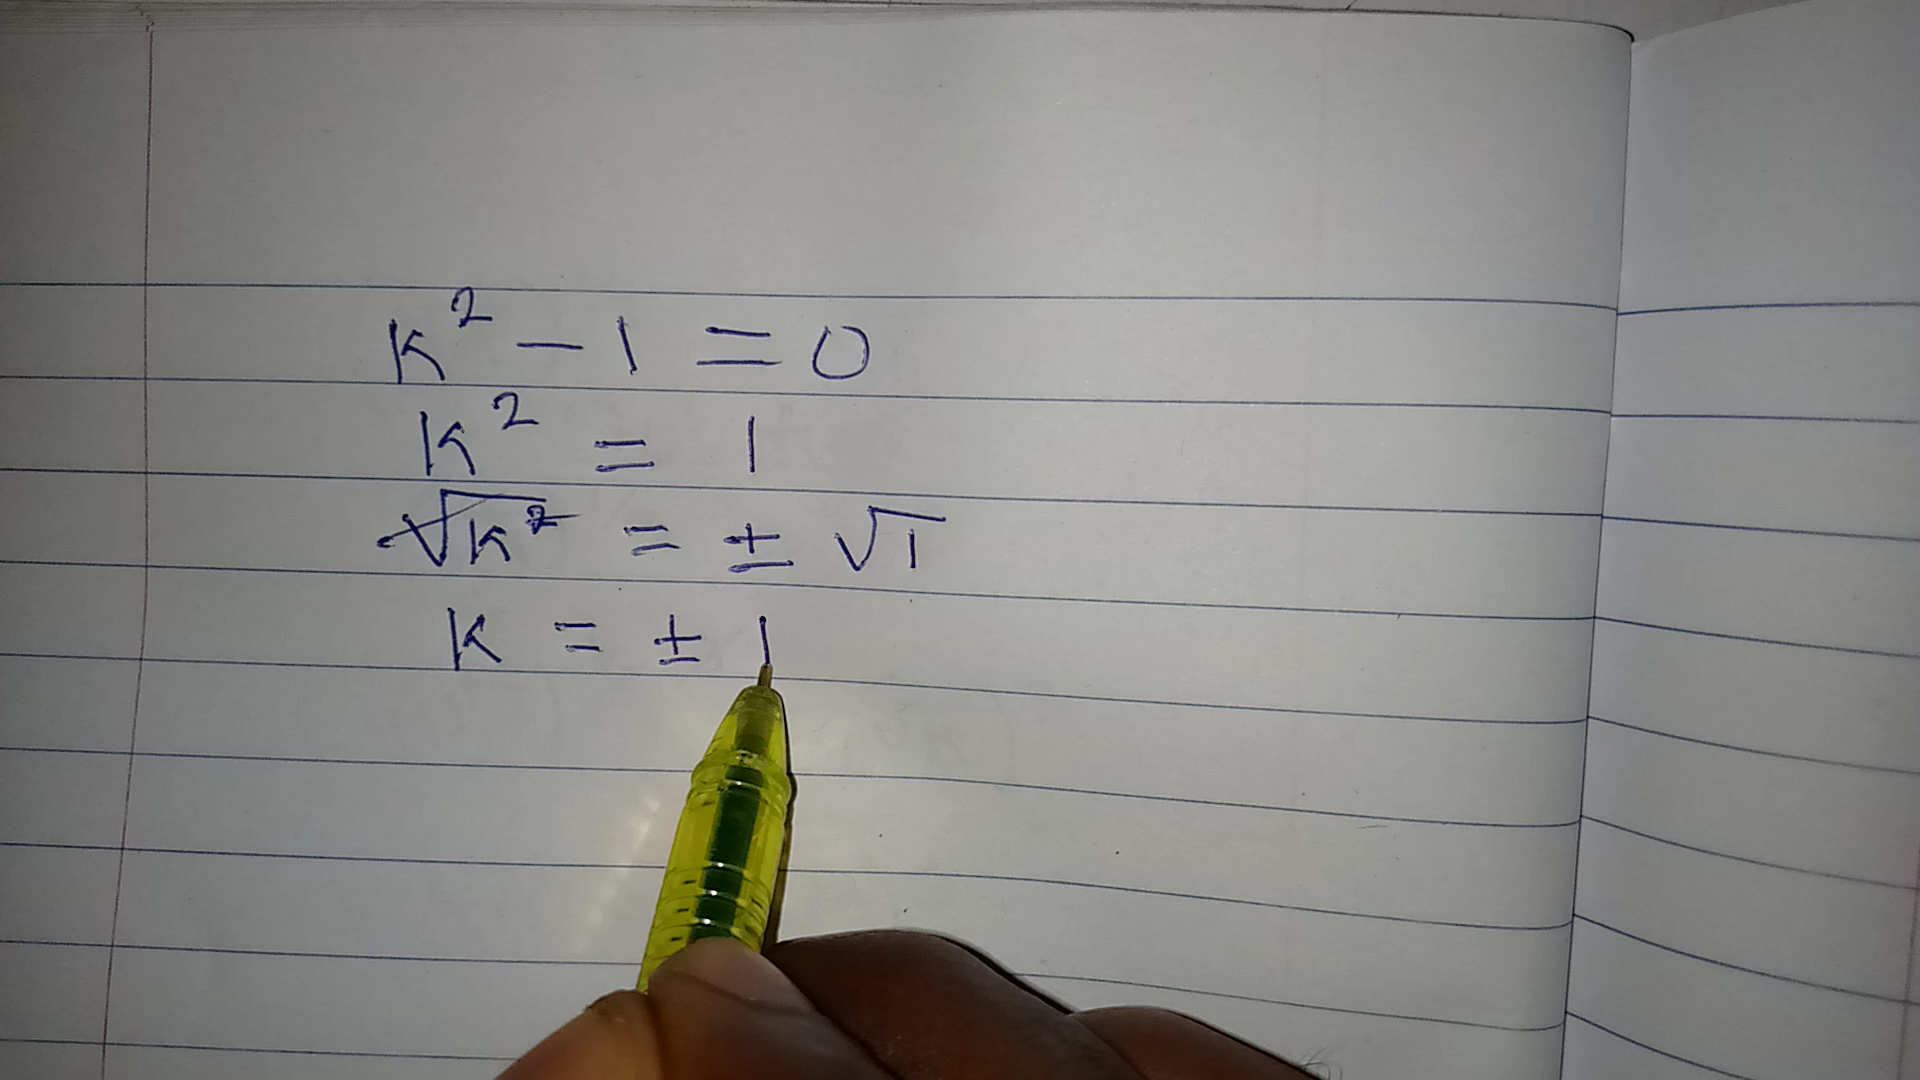 k² - 1 = 0
k² = 1
√k² = ± √1
k = ± 1